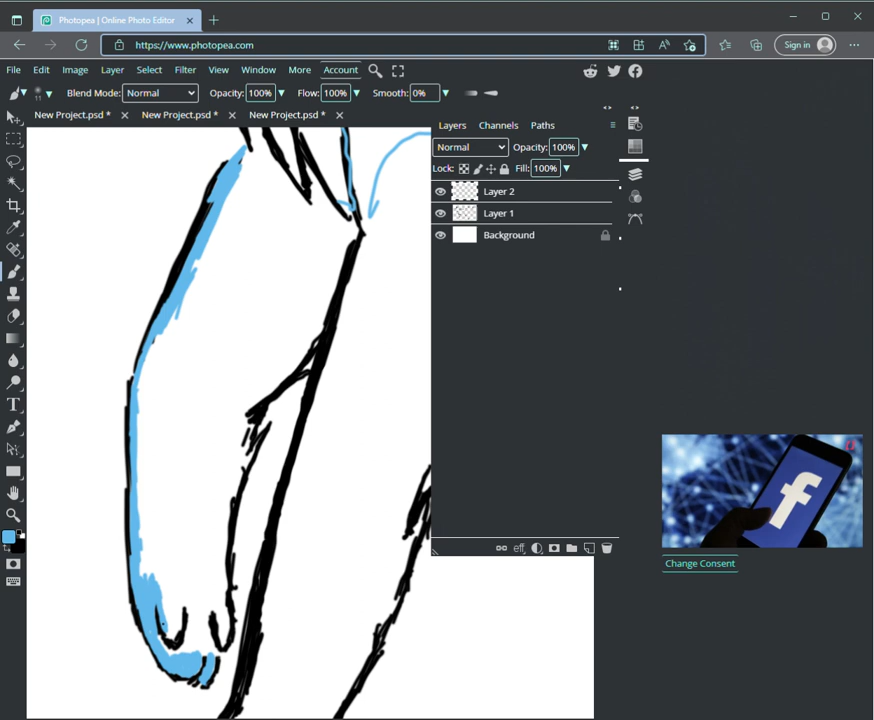 Photopea | Online Photo Editor
https://www.photopea.com
Sign in
File Edit Image Layer Select Filter View Window More Account
11 Blend Mode: Normal Opacity: 100% Flow: 100% Smooth: 0%
New Project.psd * New Project.psd * New Project.psd *
Layers Channels Paths
Normal Opacity: 100%
Lock: Fill: 100%
Layer 2
Layer 1
Background
eff
Change Consent